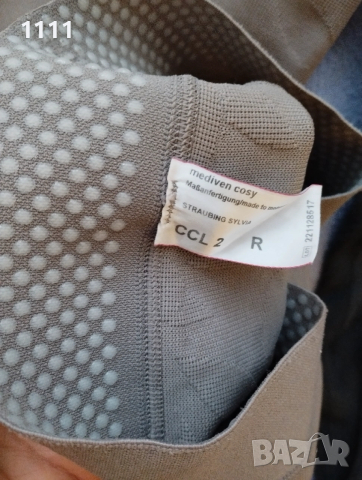 1111
mediven cosy
Maßanfertigung/made to
STRAUBING SYLVI
CCL 2 R
221128517
BAZAR